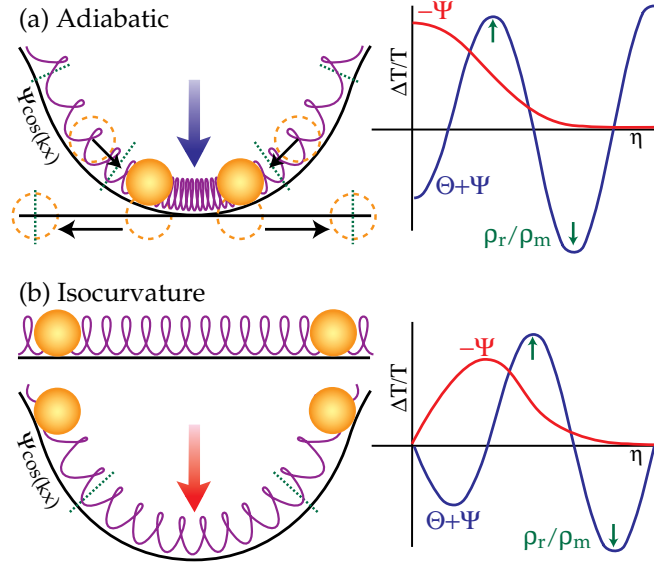 (a) Adiabatic
Ψcos(kx)
ΔT/T
−Ψ
η
Θ+Ψ
ρr/ρm
(b) Isocurvature
Ψcos(kx)
ΔT/T
−Ψ
η
Θ+Ψ
ρr/ρm